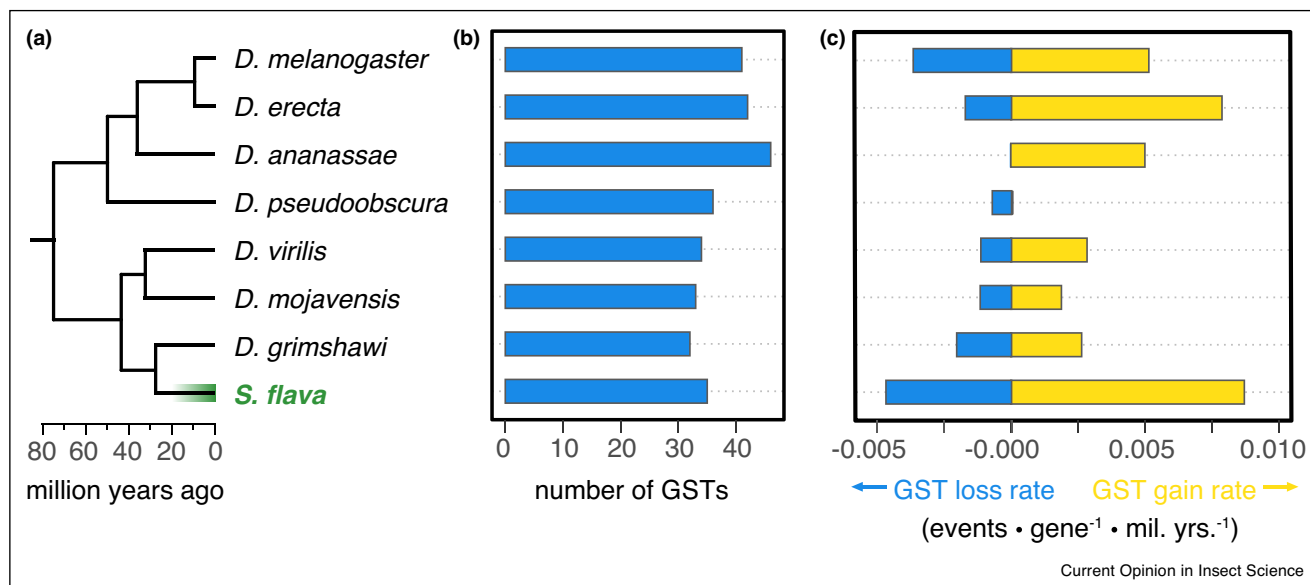 (a)
D. melanogaster
D. erecta
D. ananassae
D. pseudoobscura
D. virilis
D. mojavensis
D. grimshawi
S. flava
80 60 40 20 0
million years ago
(b)
0 10 20 30 40
number of GSTs
(c)
-0.005 -0.000 0.005 0.010
← GST loss rate GST gain rate →
(events • gene⁻¹ • mil. yrs.⁻¹)
Current Opinion in Insect Science